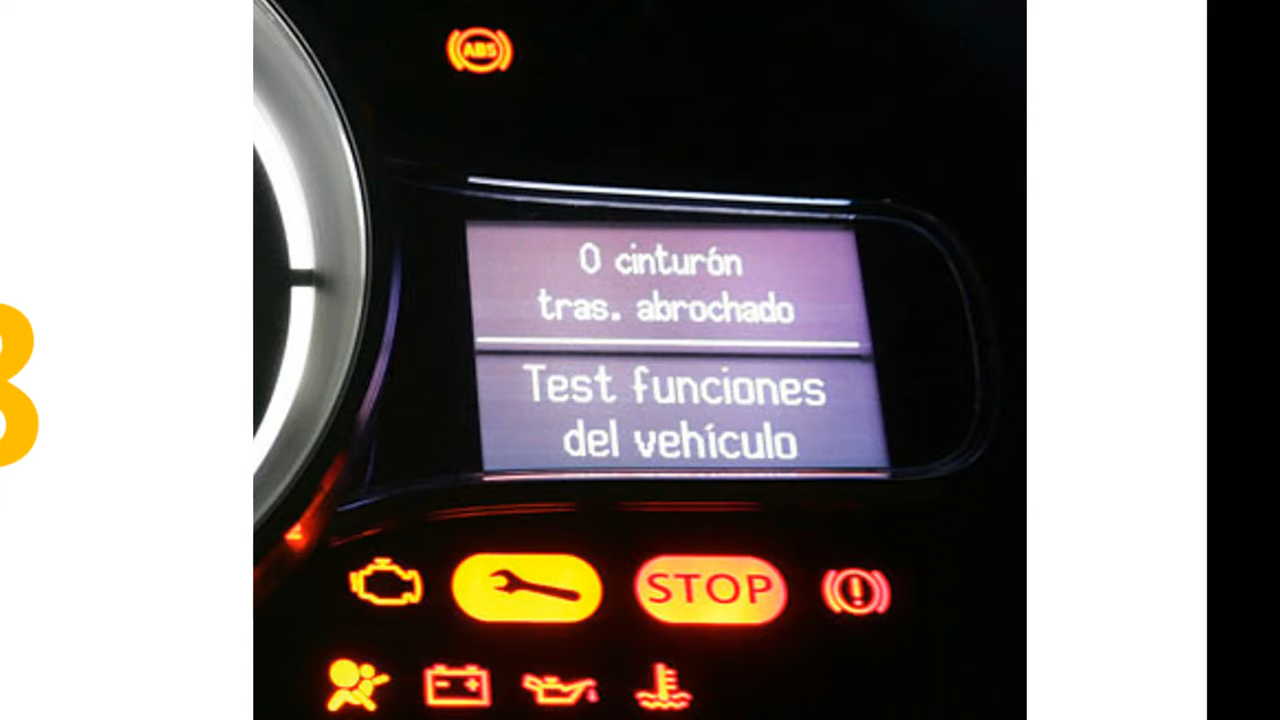 ABS
0 cinturón
tras. abrochado
Test funciones
del vehículo
STOP